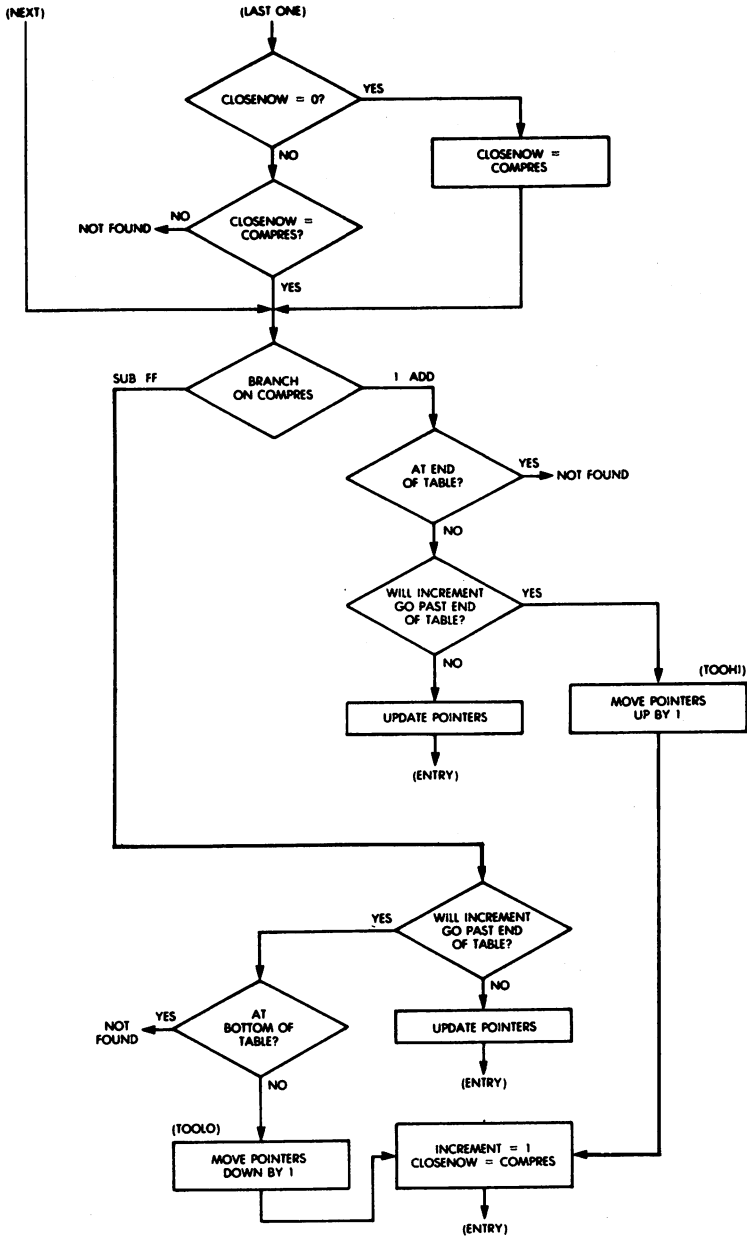 (NEXT)
(LAST ONE)
CLOSENOW = 0?
YES
CLOSENOW =
COMPRES
NO
CLOSENOW =
COMPRES?
NO
NOT FOUND
YES
BRANCH
ON COMPRES
SUB FF
1 ADD
AT END
OF TABLE?
YES
NOT FOUND
NO
WILL INCREMENT
GO PAST END
OF TABLE?
YES
NO
(TOOHI)
MOVE POINTERS
UP BY 1
UPDATE POINTERS
(ENTRY)
WILL INCREMENT
GO PAST END
OF TABLE?
YES
NO
AT
BOTTOM OF
TABLE?
YES
NOT
FOUND
UPDATE POINTERS
(ENTRY)
NO
(TOOLO)
MOVE POINTERS
DOWN BY 1
INCREMENT = 1
CLOSENOW = COMPRES
(ENTRY)